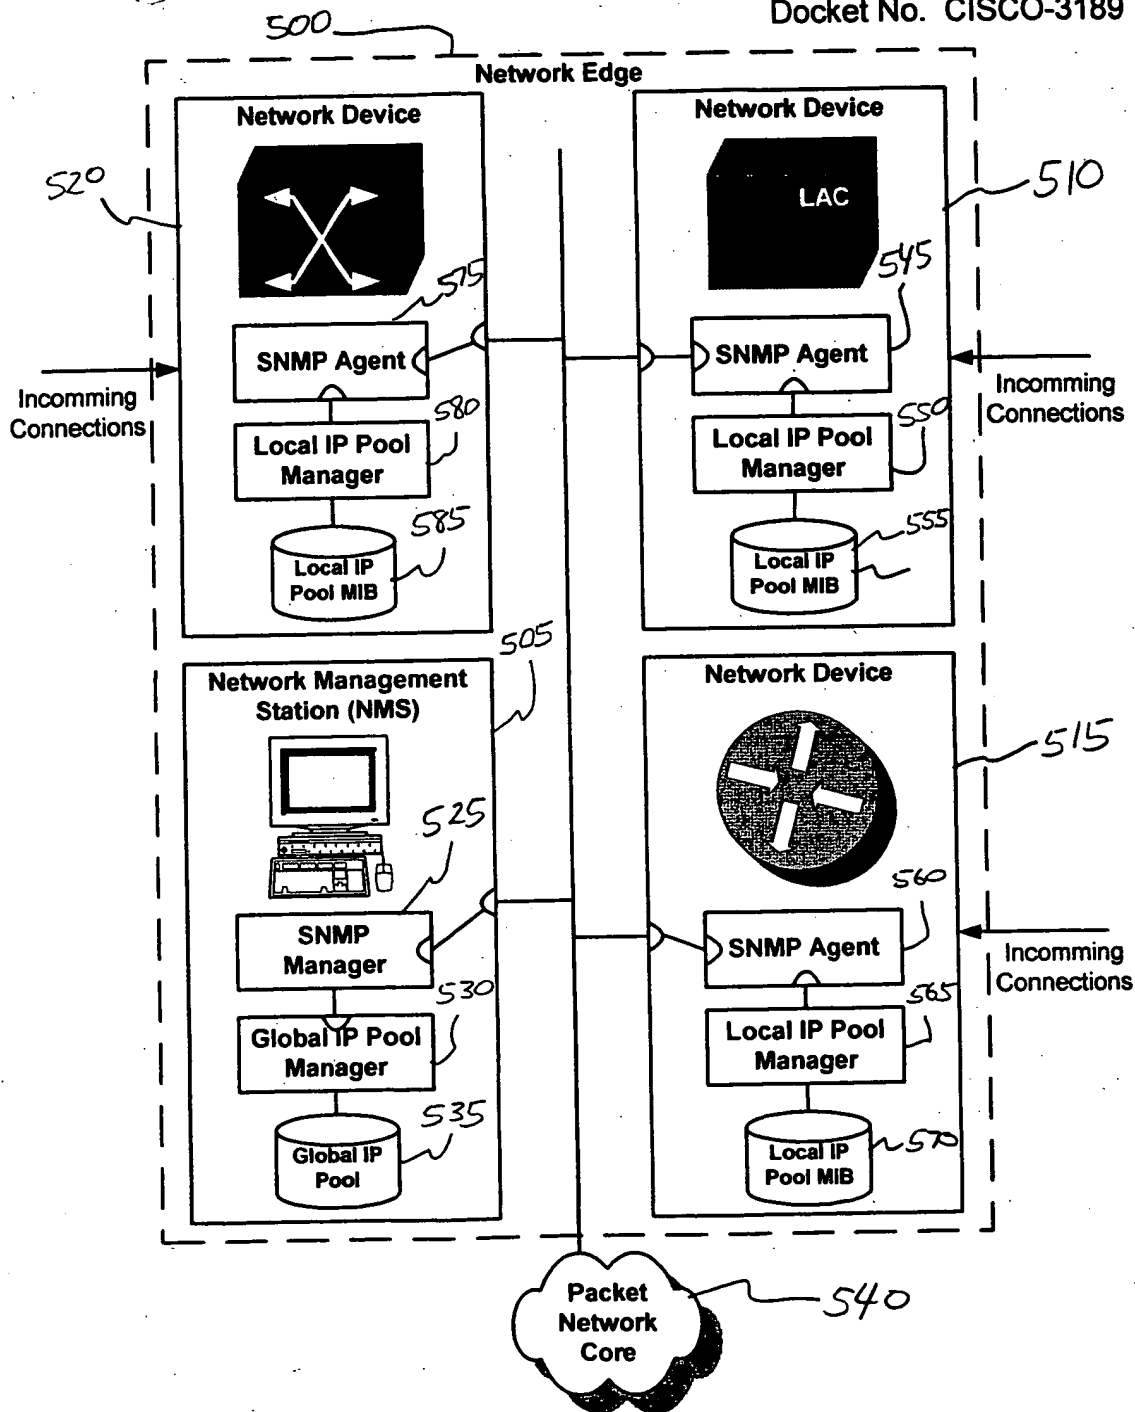 Docket No. CISCO-3189
500
Network Edge
Network Device
520
575
SNMP Agent
Incomming
Connections
580
Local IP Pool
Manager
585
Local IP
Pool MIB
Network Device
LAC
510
545
SNMP Agent
Incomming
Connections
550
Local IP Pool
Manager
555
Local IP
Pool MIB
505
Network Management
Station (NMS)
525
SNMP
Manager
530
Global IP Pool
Manager
535
Global IP
Pool
Network Device
515
560
SNMP Agent
Incomming
Connections
565
Local IP Pool
Manager
570
Local IP
Pool MIB
Packet
Network
Core
540